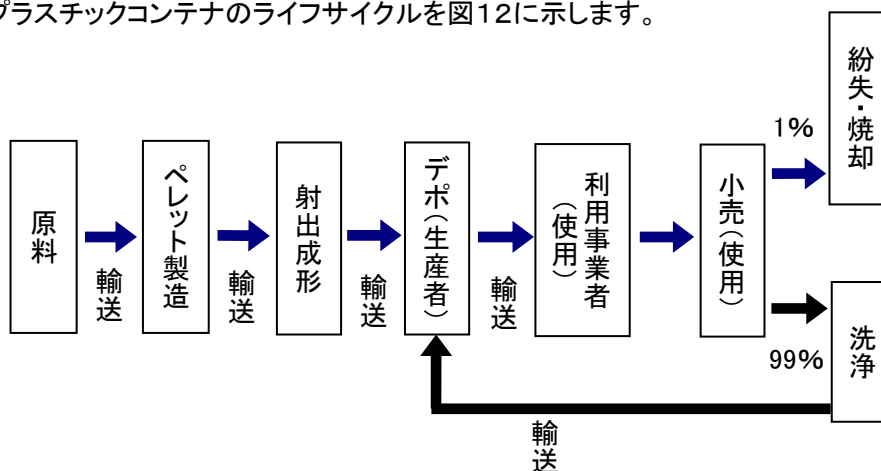 プラスチックコンテナのライフサイクルを図12に示します。
紛失・焼却
1%
原料
輸送
ペレット製造
輸送
射出成形
輸送
デポ（生産者）
輸送
利用事業者
（使用）
小売（使用）
99%
洗浄
輸送